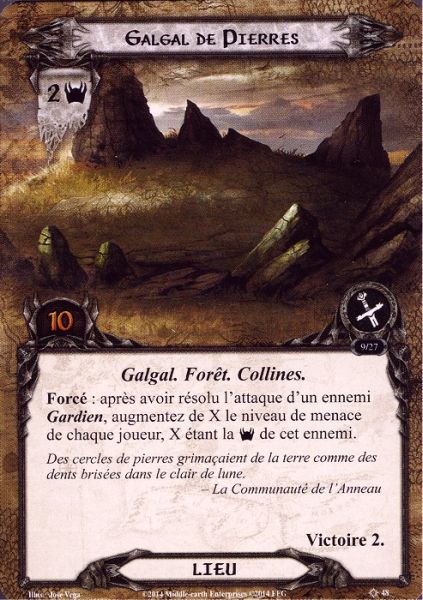 Galgal de Pierres
2
10
9/27
Galgal. Forêt. Collines.
Forcé : après avoir résolu l'attaque d'un ennemi
Gardien, augmentez de X le niveau de menace
de chaque joueur, X étant la de cet ennemi.
Des cercles de pierres grimaçaient de la terre comme des
dents brisées dans le clair de lune.
– La Communauté de l'Anneau
Victoire 2.
LIEU
Illus. José Vega
©2014 Middle-earth Enterprises ©2014 FFG
48